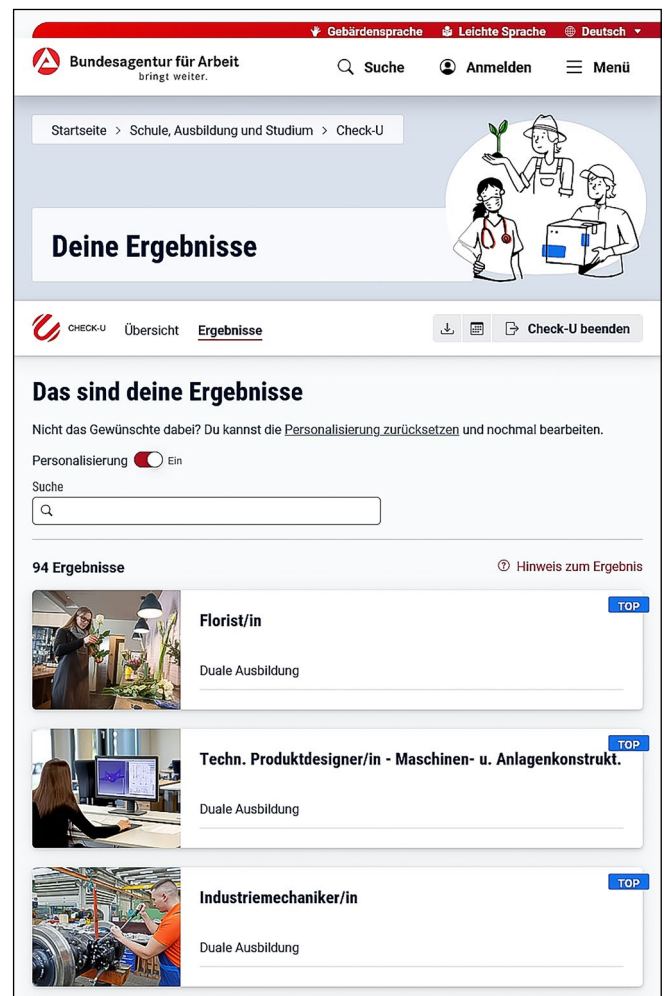 Gebärdensprache Leichte Sprache Deutsch
Bundesagentur für Arbeit
bringt weiter.
Suche Anmelden Menü
Startseite > Schule, Ausbildung und Studium > Check-U
Deine Ergebnisse
CHECK-U Übersicht Ergebnisse Check-U beenden
Das sind deine Ergebnisse
Nicht das Gewünschte dabei? Du kannst die Personalisierung zurücksetzen und nochmal bearbeiten.
Personalisierung Ein
Suche
94 Ergebnisse Hinweis zum Ergebnis
TOP
Florist/in
Duale Ausbildung
TOP
Techn. Produktdesigner/in - Maschinen- u. Anlagenkonstrukt.
Duale Ausbildung
TOP
Industriemechaniker/in
Duale Ausbildung